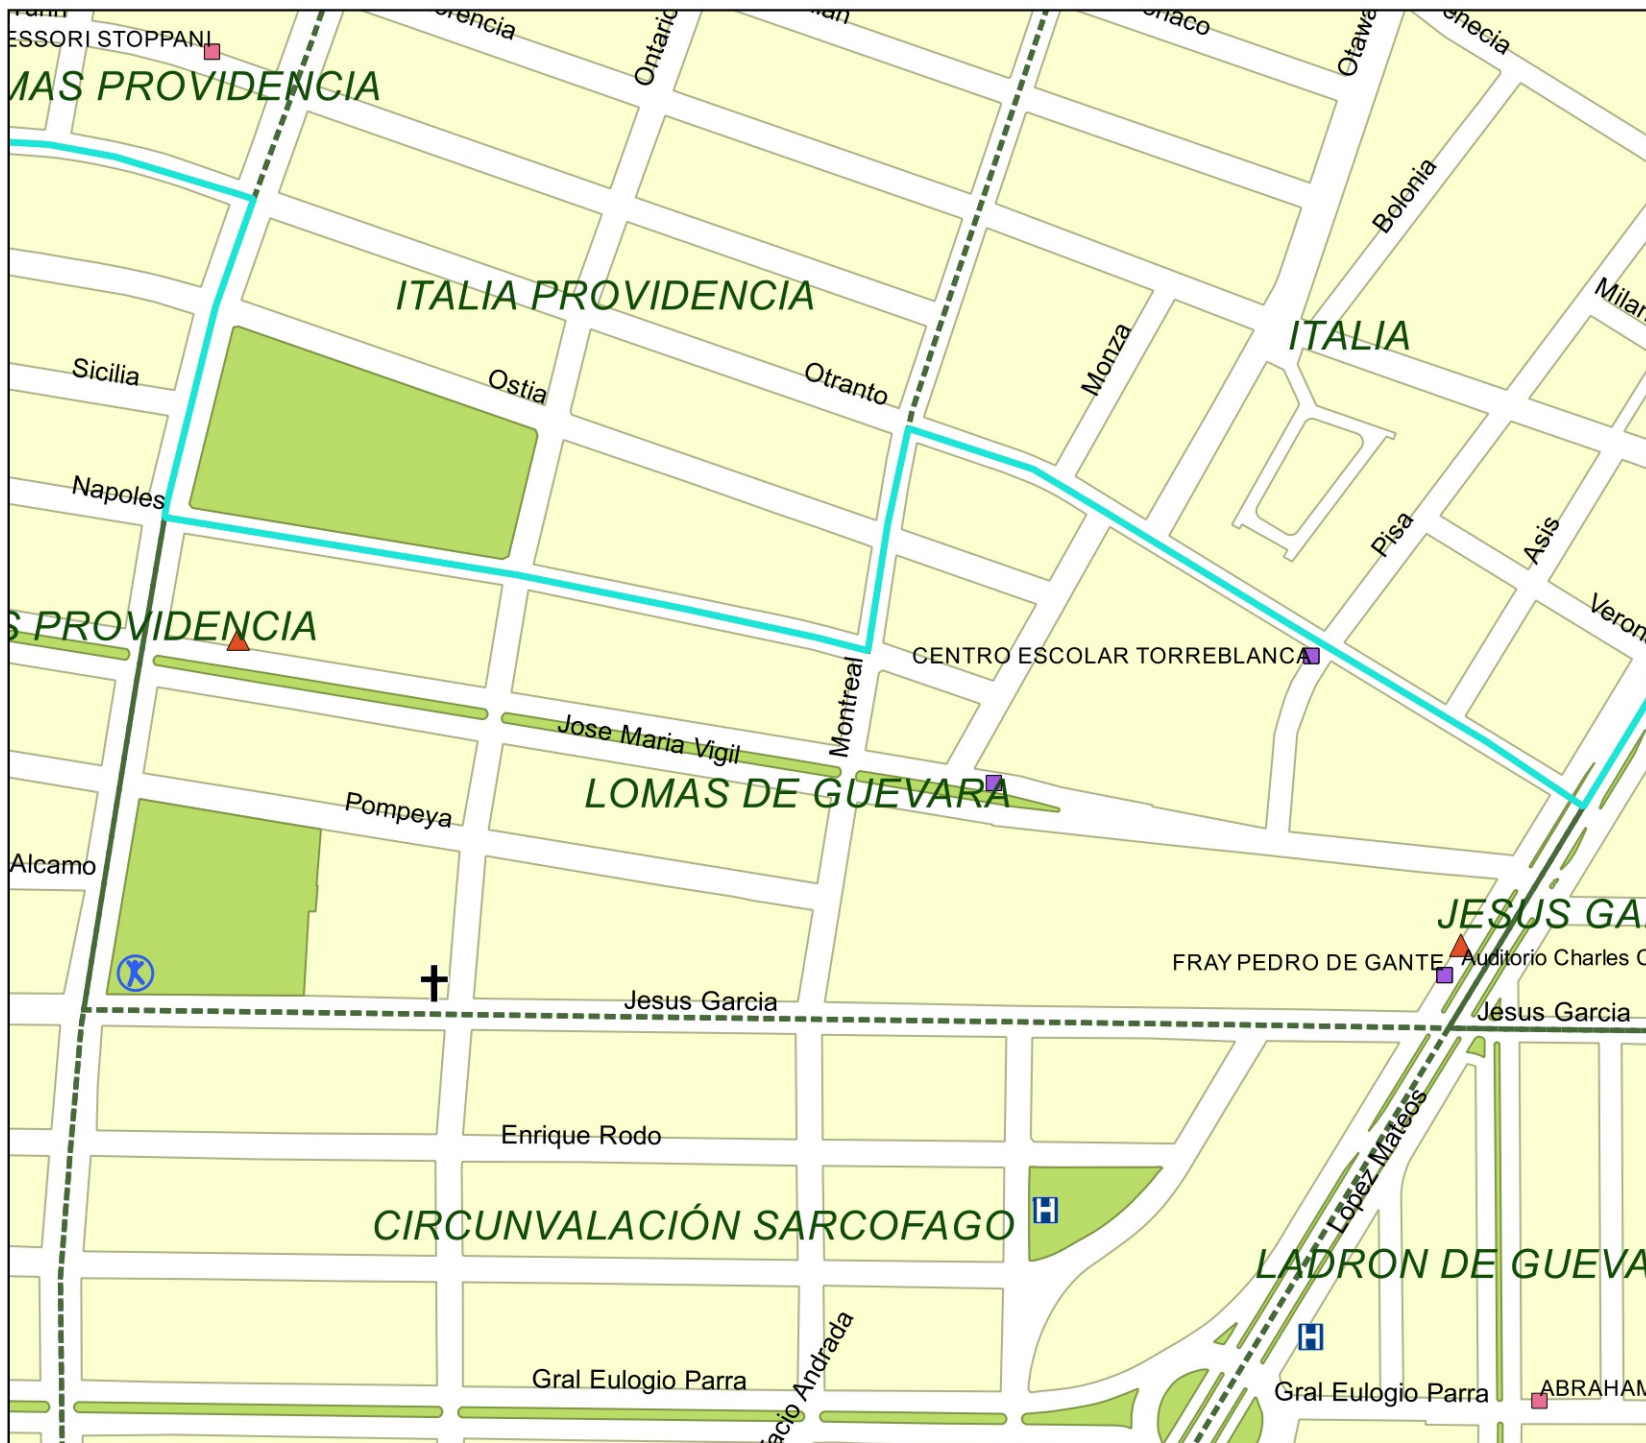 Ontario
Otawa
ESSORI STOPPANI
MAS PROVIDENCIA
Bolonia
ITALIA PROVIDENCIA
Milan
ITALIA
Monza
Sicilia
Ostia
Otranto
Napoles
Pisa
Asis
Verona
S PROVIDENCIA
CENTRO ESCOLAR TORREBLANCA
Montreal
Jose Maria Vigil
LOMAS DE GUEVARA
Pompeya
Alcamo
JESUS GA
FRAY PEDRO DE GANTE
Auditorio Charles C
Jesus Garcia
Jesus Garcia
Enrique Rodo
Lopez Mateos
CIRCUNVALACIÓN SARCOFAGO
LADRON DE GUEVA
H
H
acio Andrada
Gral Eulogio Parra
Gral Eulogio Parra
ABRAHAM